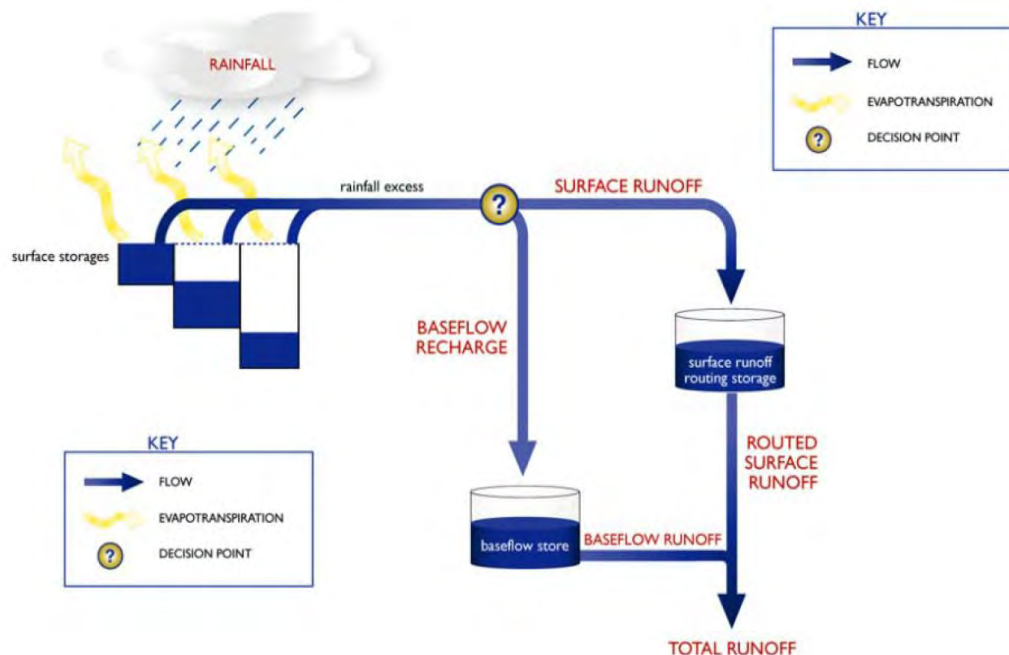 KEY
FLOW
EVAPOTRANSPIRATION
? DECISION POINT
RAINFALL
rainfall excess
?
SURFACE RUNOFF
surface storages
BASEFLOW
RECHARGE
surface runoff
routing storage
KEY
FLOW
EVAPOTRANSPIRATION
? DECISION POINT
ROUTED
SURFACE
RUNOFF
baseflow store
BASEFLOW RUNOFF
TOTAL RUNOFF